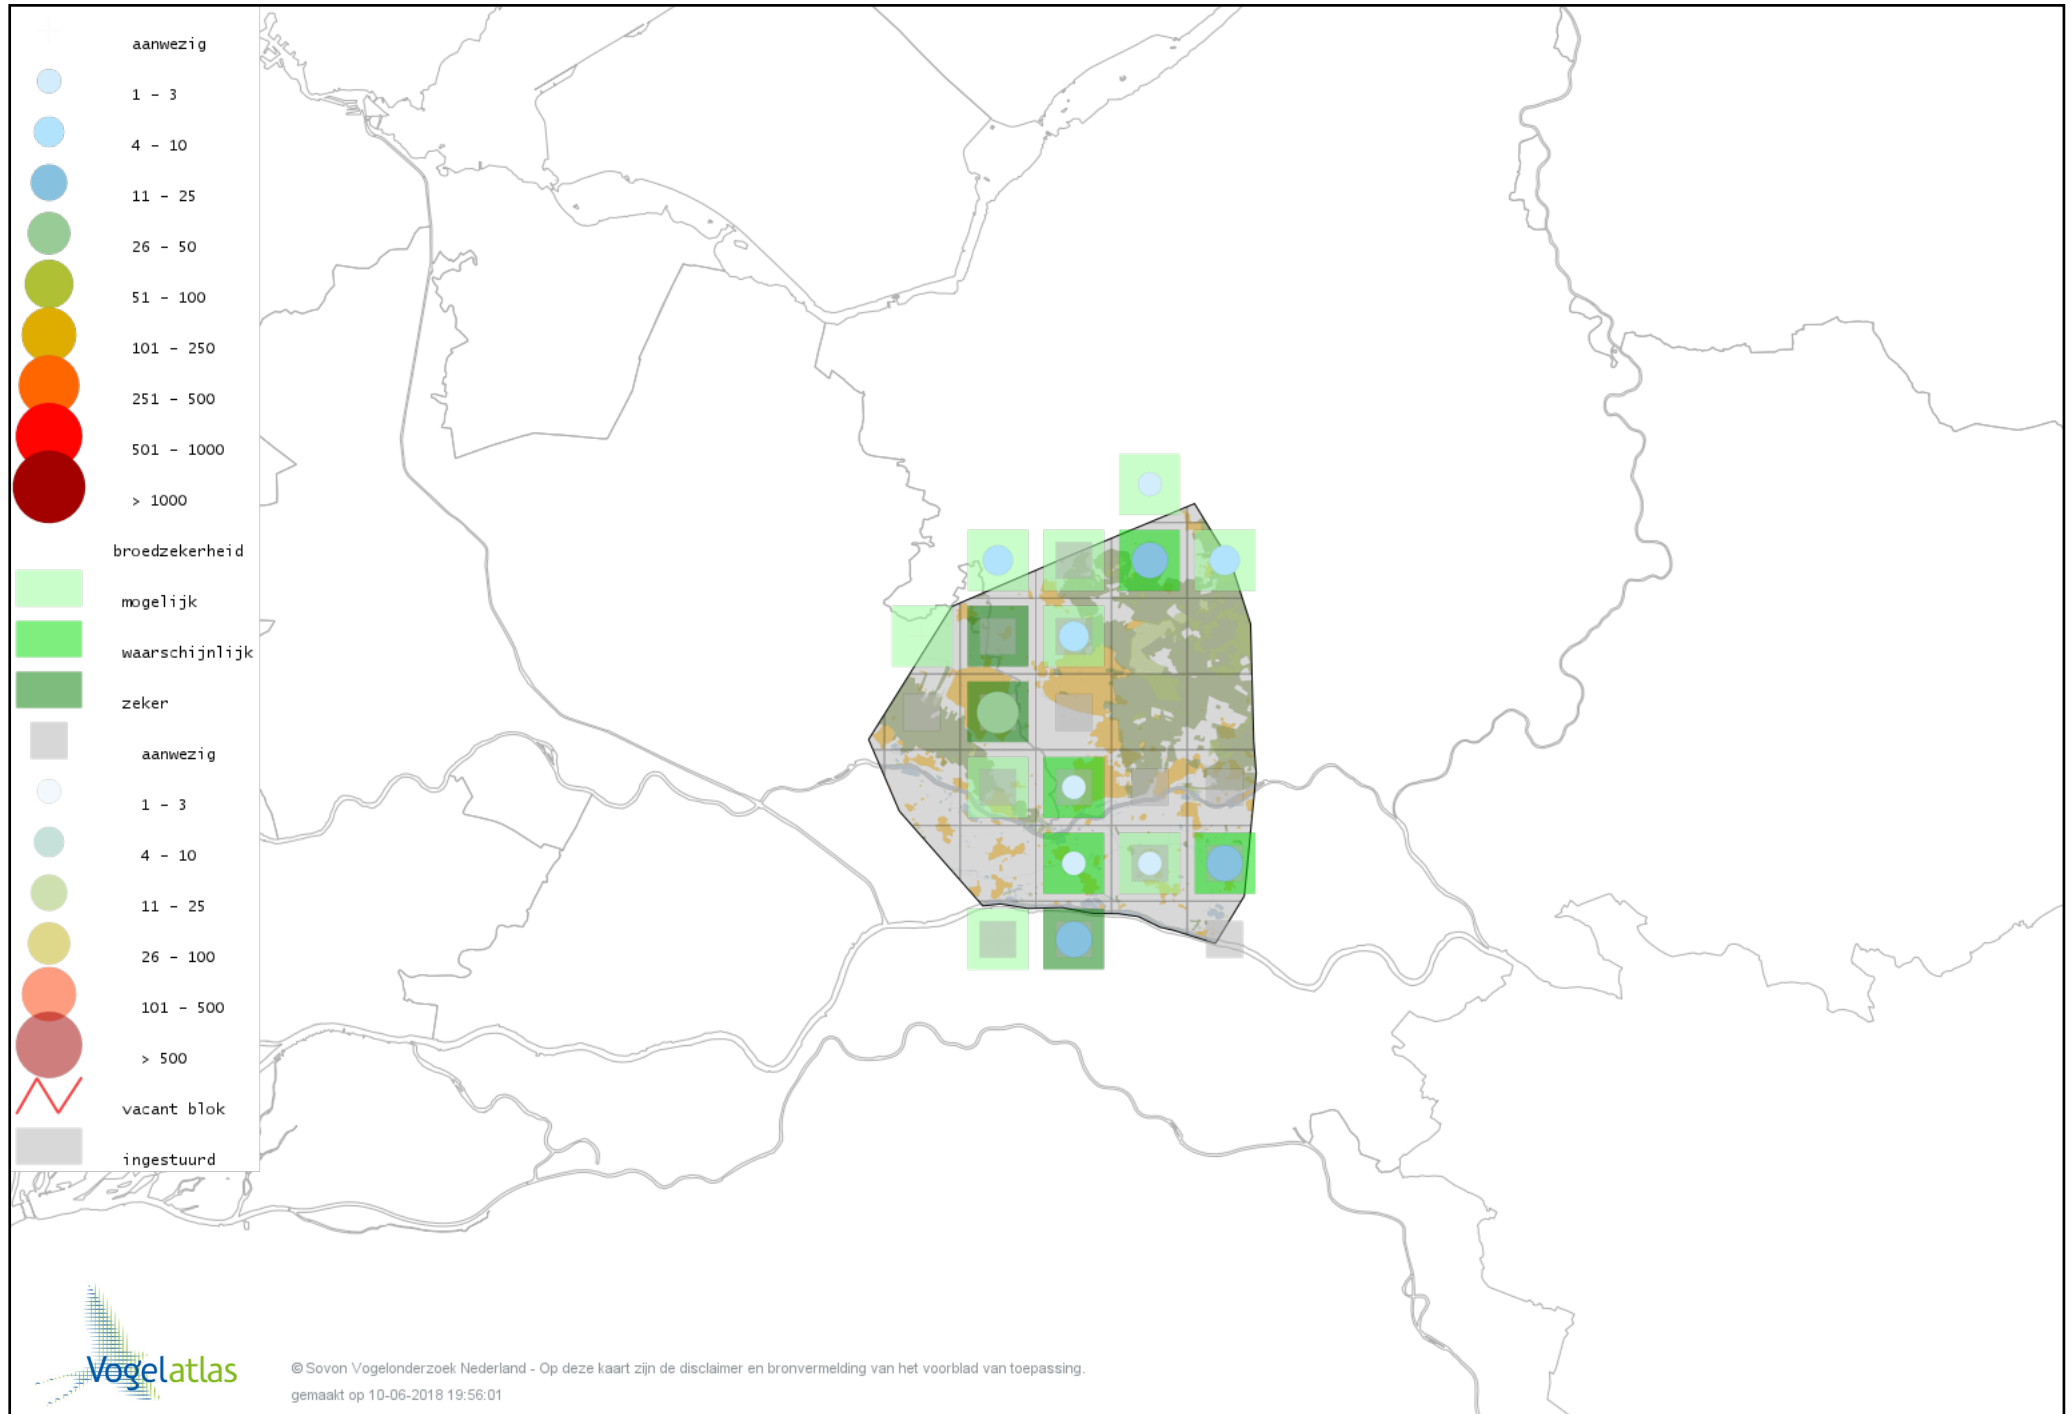 aanwezig
1 - 3
4 - 10
11 - 25
26 - 50
51 - 100
101 - 250
251 - 500
501 - 1000
> 1000
broedzekerheid
mogelijk
waarschijnlijk
zeker
aanwezig
1 - 3
4 - 10
11 - 25
26 - 100
101 - 500
> 500
vacant blok
ingestuurd
Vogelatlas
© Sovon Vogelonderzoek Nederland - Op deze kaart zijn de disclaimer en bronvermelding van het voorblad van toepassing.
gemaakt op 10-06-2018 19:56:01